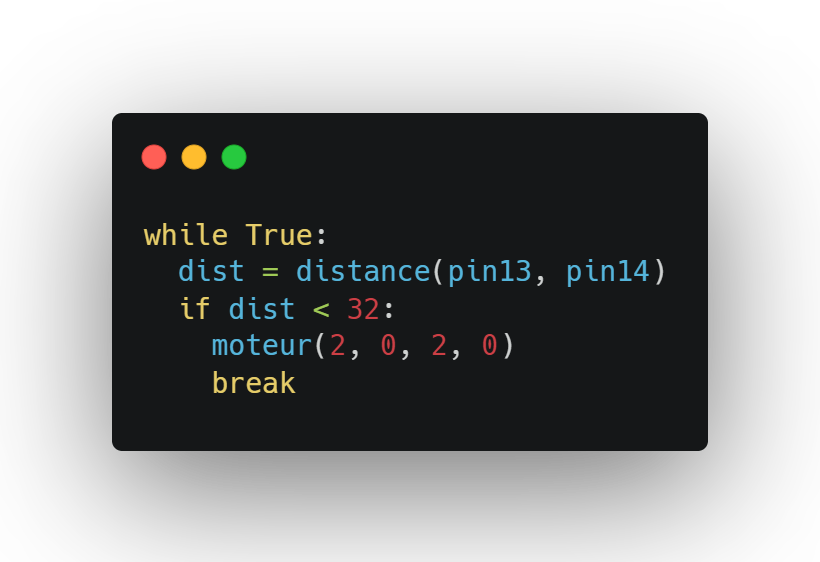 while True:
  dist = distance(pin13, pin14)
  if dist < 32:
    moteur(2, 0, 2, 0)
    break